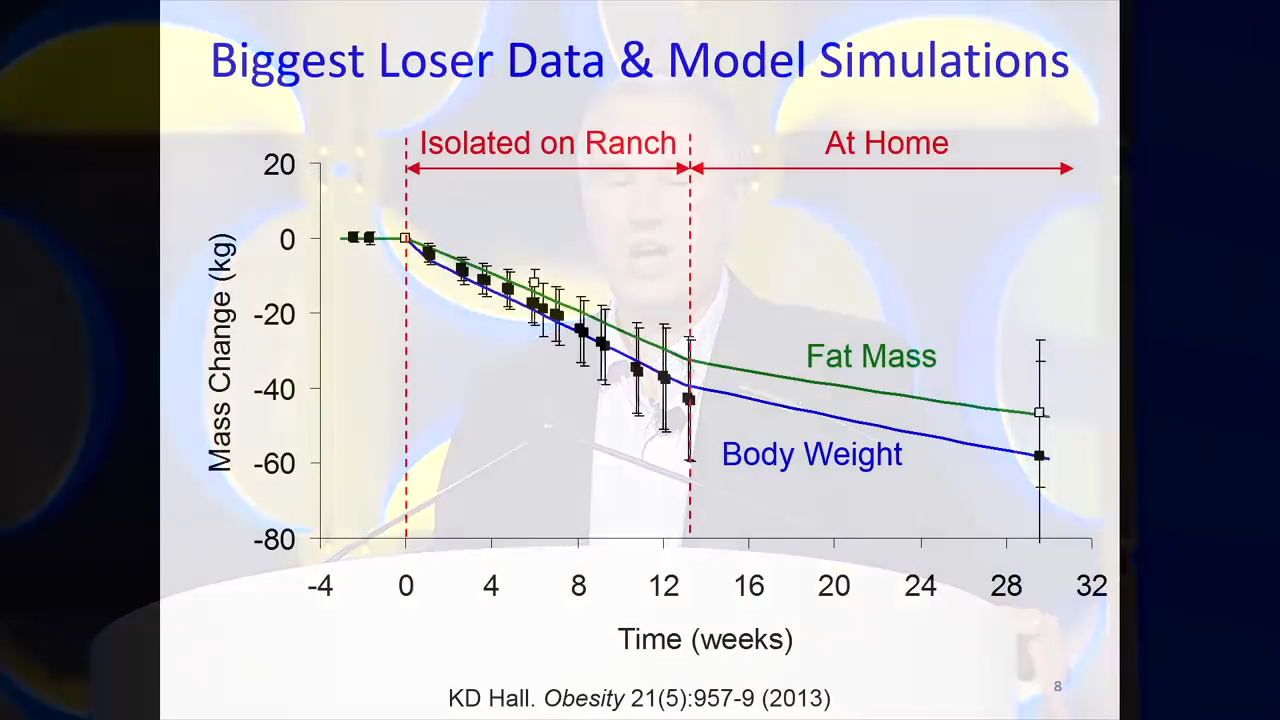 Biggest Loser Data & Model Simulations
Isolated on Ranch
At Home
20
0
-20
-40
-60
-80
Mass Change (kg)
Fat Mass
Body Weight
-4 0 4 8 12 16 20 24 28 32
Time (weeks)
KD Hall. Obesity 21(5):957-9 (2013)
8